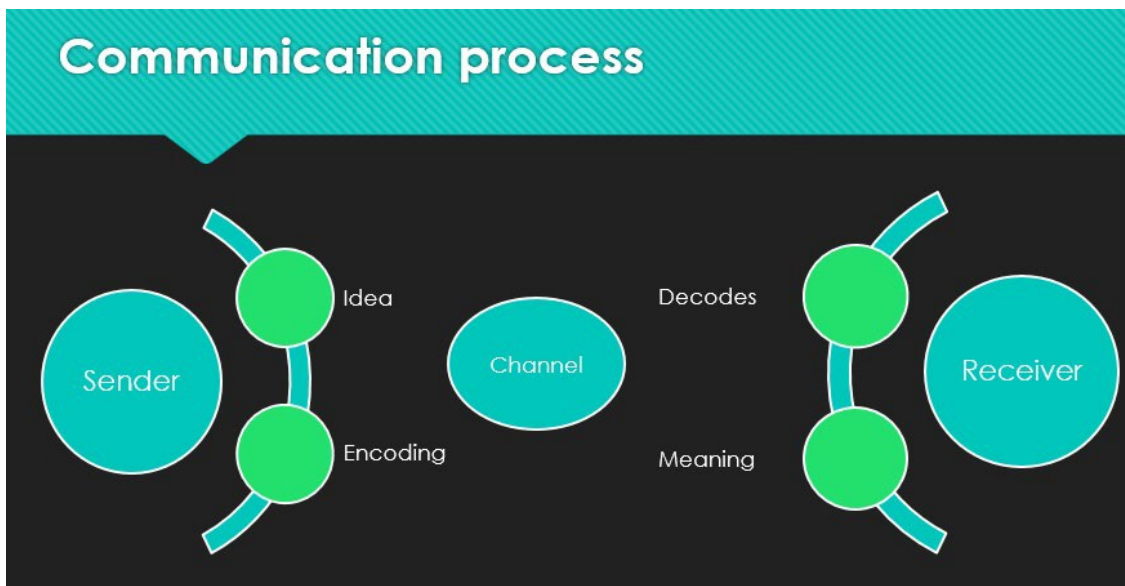 Communication process
Sender
Idea
Encoding
Channel
Decodes
Meaning
Receiver